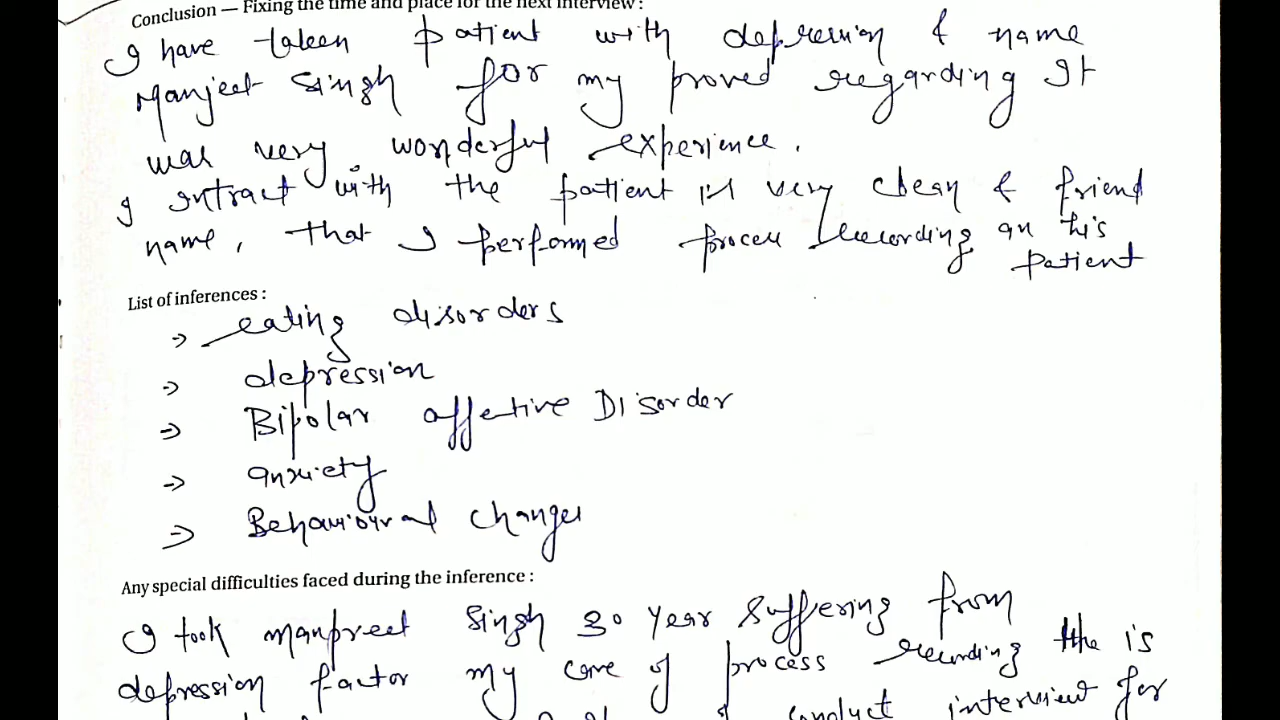 Conclusion — Fixing the time and place for the next interview :
I have taken patient with depression & name
Manjeet Singh for my proved regarding It
was very wonderful experience.
I intract with the patient is very clean & friend
name, that I performed process recording on his
patient
List of inferences :
→ eating disorders
⇒ depression
⇒ Bipolar affective Disorder
→ anxiety
⇒ Behavioural changes
Any special difficulties faced during the inference :
I took manpreet Singh 30 year suffering from
depression factor my care of process recording the is
conduct interview for